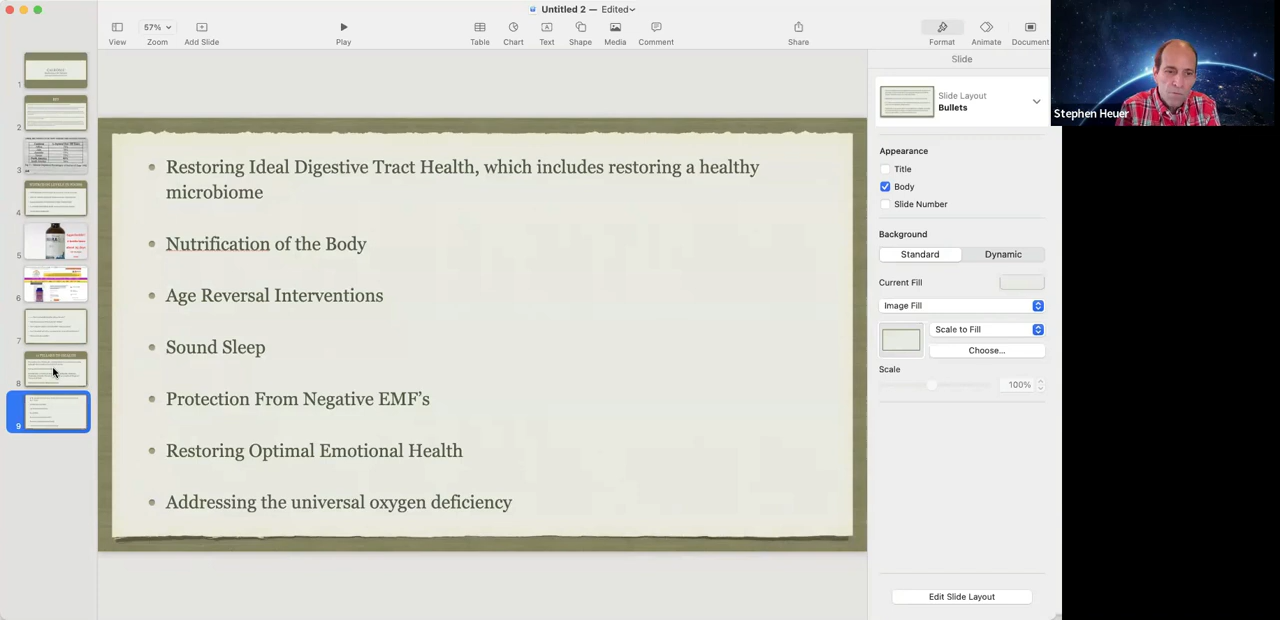 Untitled 2 — Edited
57%
View Zoom Add Slide Play Table Chart Text Shape Media Comment Share Format Animate Document
Stephen Heuer
Slide
Slide Layout
Bullets
Appearance
Title
Body
Slide Number
Background
Standard Dynamic
Current Fill
Image Fill
Scale to Fill
Choose...
Scale
100%
Edit Slide Layout
1
2
3
4
5
6
7
8
9
• Restoring Ideal Digestive Tract Health, which includes restoring a healthy
microbiome
• Nutrification of the Body
• Age Reversal Interventions
• Sound Sleep
• Protection From Negative EMF’s
• Restoring Optimal Emotional Health
• Addressing the universal oxygen deficiency